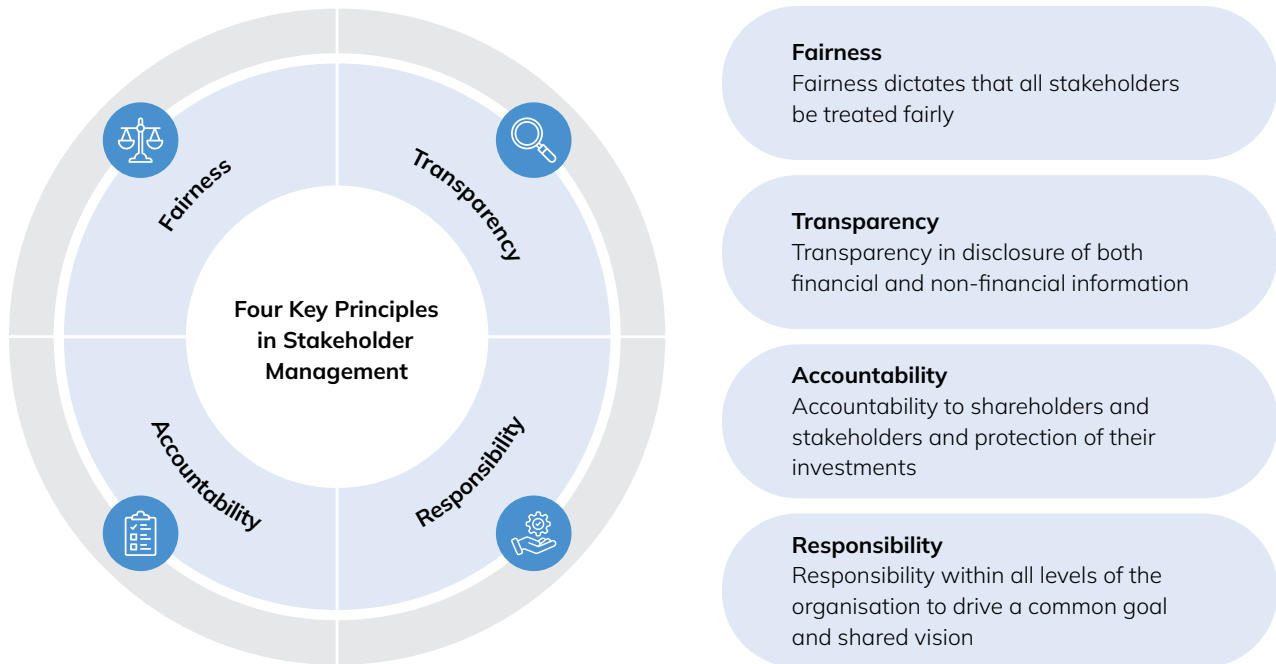 Fairness
Transparency
Four Key Principles
in Stakeholder
Management
Accountability
Responsibility
Fairness
Fairness dictates that all stakeholders
be treated fairly
Transparency
Transparency in disclosure of both
financial and non-financial information
Accountability
Accountability to shareholders and
stakeholders and protection of their
investments
Responsibility
Responsibility within all levels of the
organisation to drive a common goal
and shared vision